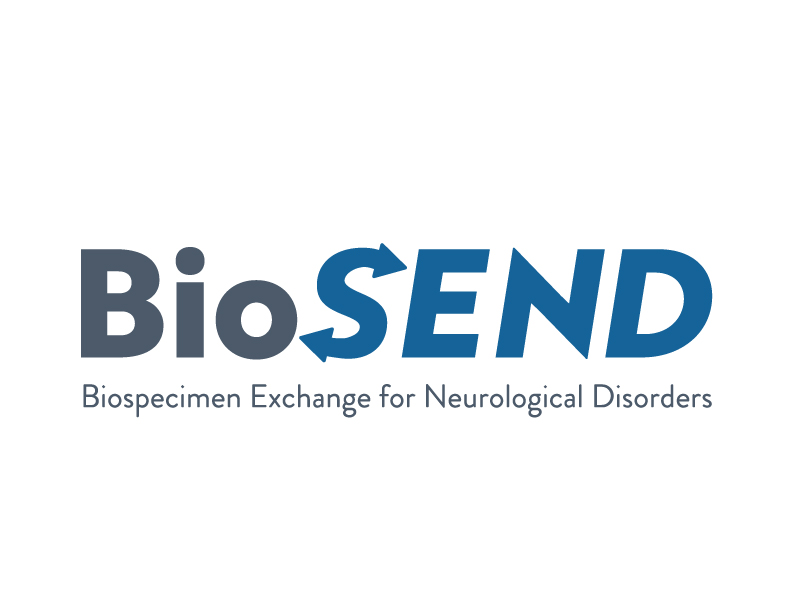 BioSEND
Biospecimen Exchange for Neurological Disorders